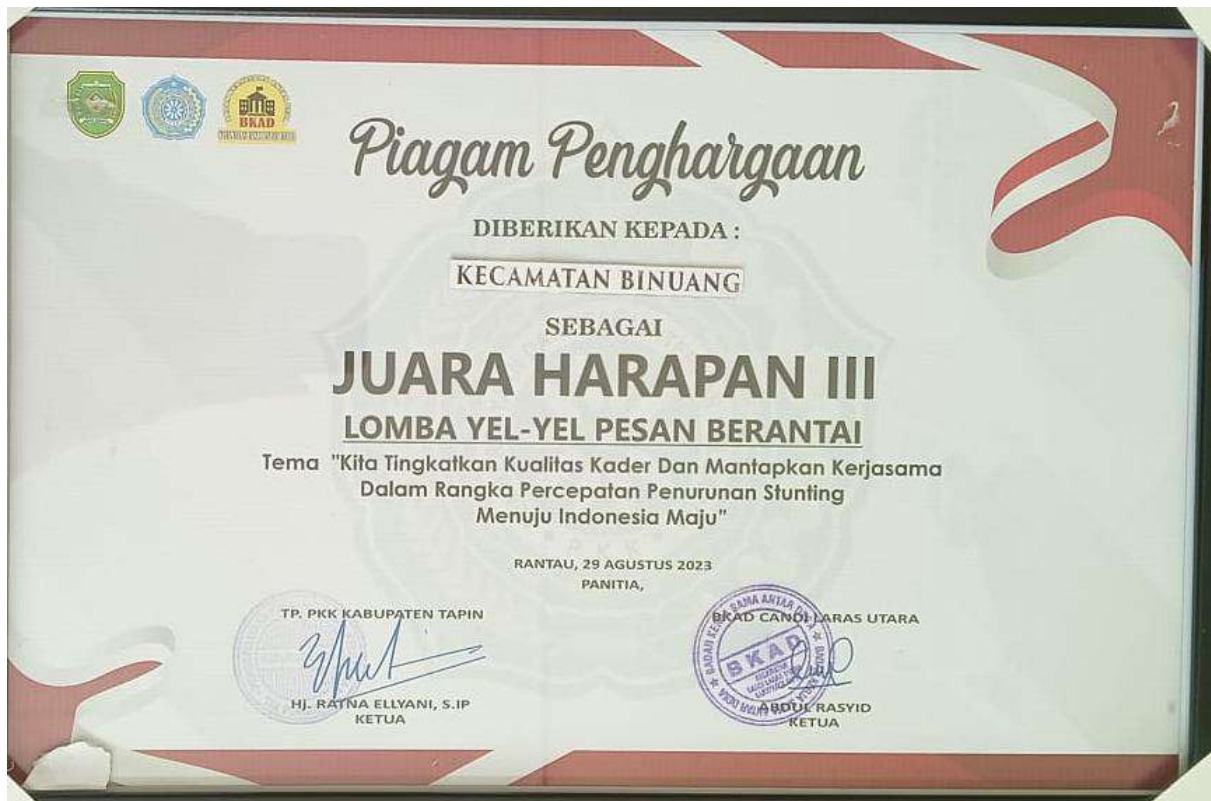 BKAD
Piagam Penghargaan
DIBERIKAN KEPADA :
KECAMATAN BINUANG
SEBAGAI
JUARA HARAPAN III
LOMBA YEL-YEL PESAN BERANTAI
Tema "Kita Tingkatkan Kualitas Kader Dan Mantapkan Kerjasama
Dalam Rangka Percepatan Penurunan Stunting
Menuju Indonesia Maju"
PKK
RANTAU, 29 AGUSTUS 2023
PANITIA,
TP. PKK KABUPATEN TAPIN
HJ. RATNA ELLYANI, S.IP
KETUA
BKAD CANDI LARAS UTARA
BKAD
ABDUL RASYID
KETUA